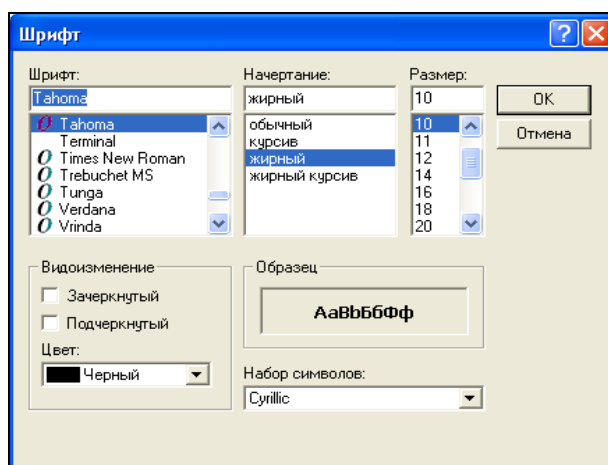 Шрифт
Шрифт:
Начертание:
Размер:
Tahoma
жирный
10
OK
Отмена
Tahoma
Terminal
Times New Roman
Trebuchet MS
Tunga
Verdana
Vrinda
обычный
курсив
жирный
жирный курсив
10
11
12
14
16
18
20
Видоизменение
Зачеркнутый
Подчеркнутый
Цвет:
Черный
Образец
АаВbБбФф
Набор символов:
Cyrillic